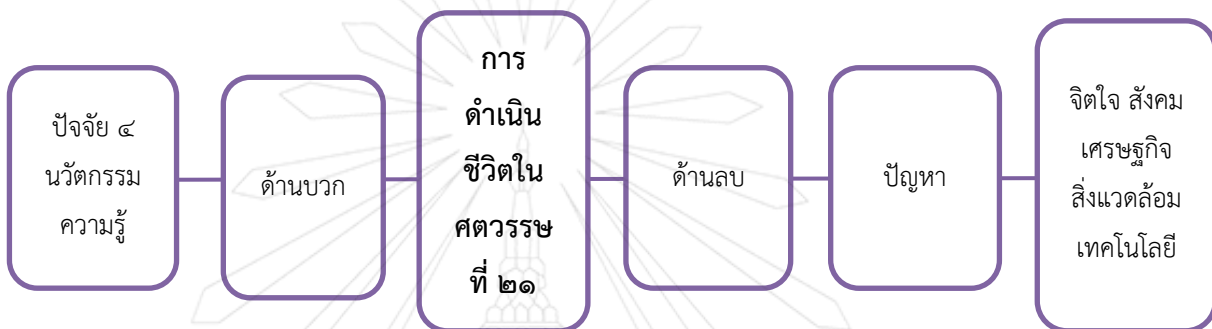 ปัจจัย ๔
นวัตกรรม
ความรู้
ด้านบวก
การ
ดำเนิน
ชีวิตใน
ศตวรรษ
ที่ ๒๑
ด้านลบ
ปัญหา
จิตใจ สังคม
เศรษฐกิจ
สิ่งแวดล้อม
เทคโนโลยี